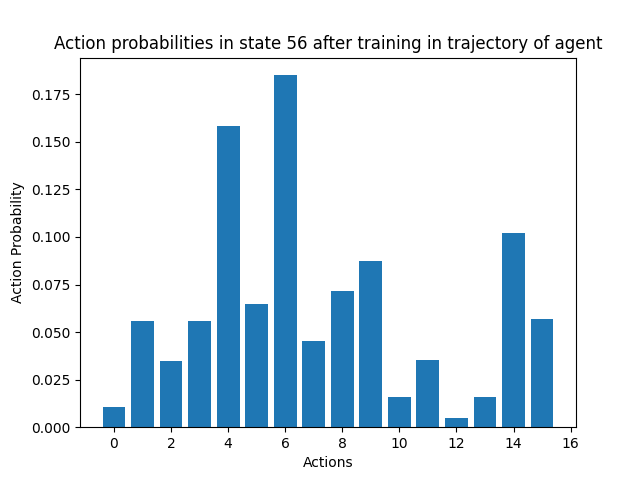 Action probabilities in state 56 after training in trajectory of agent
Action Probability
0.175
0.150
0.125
0.100
0.075
0.050
0.025
0.000
0 2 4 6 8 10 12 14 16
Actions